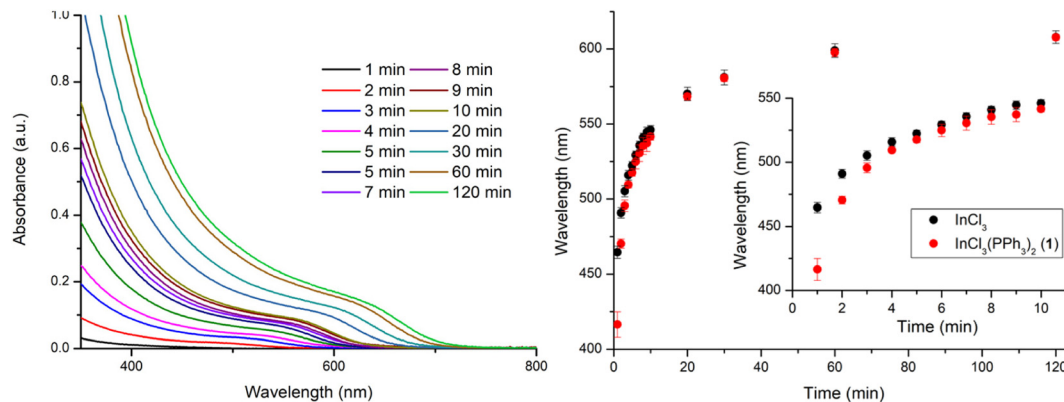 1.0
0.8
0.6
0.4
0.2
0.0
Absorbance (a.u.)
400
600
800
Wavelength (nm)
1 min
2 min
3 min
4 min
5 min
5 min
7 min
8 min
9 min
10 min
20 min
30 min
60 min
120 min
600
550
500
450
400
Wavelength (nm)
0
20
40
60
80
100
120
Time (min)
550
500
450
400
Wavelength (nm)
0
2
4
6
8
10
Time (min)
InCl₃
InCl₃(PPh₃)₂ (1)